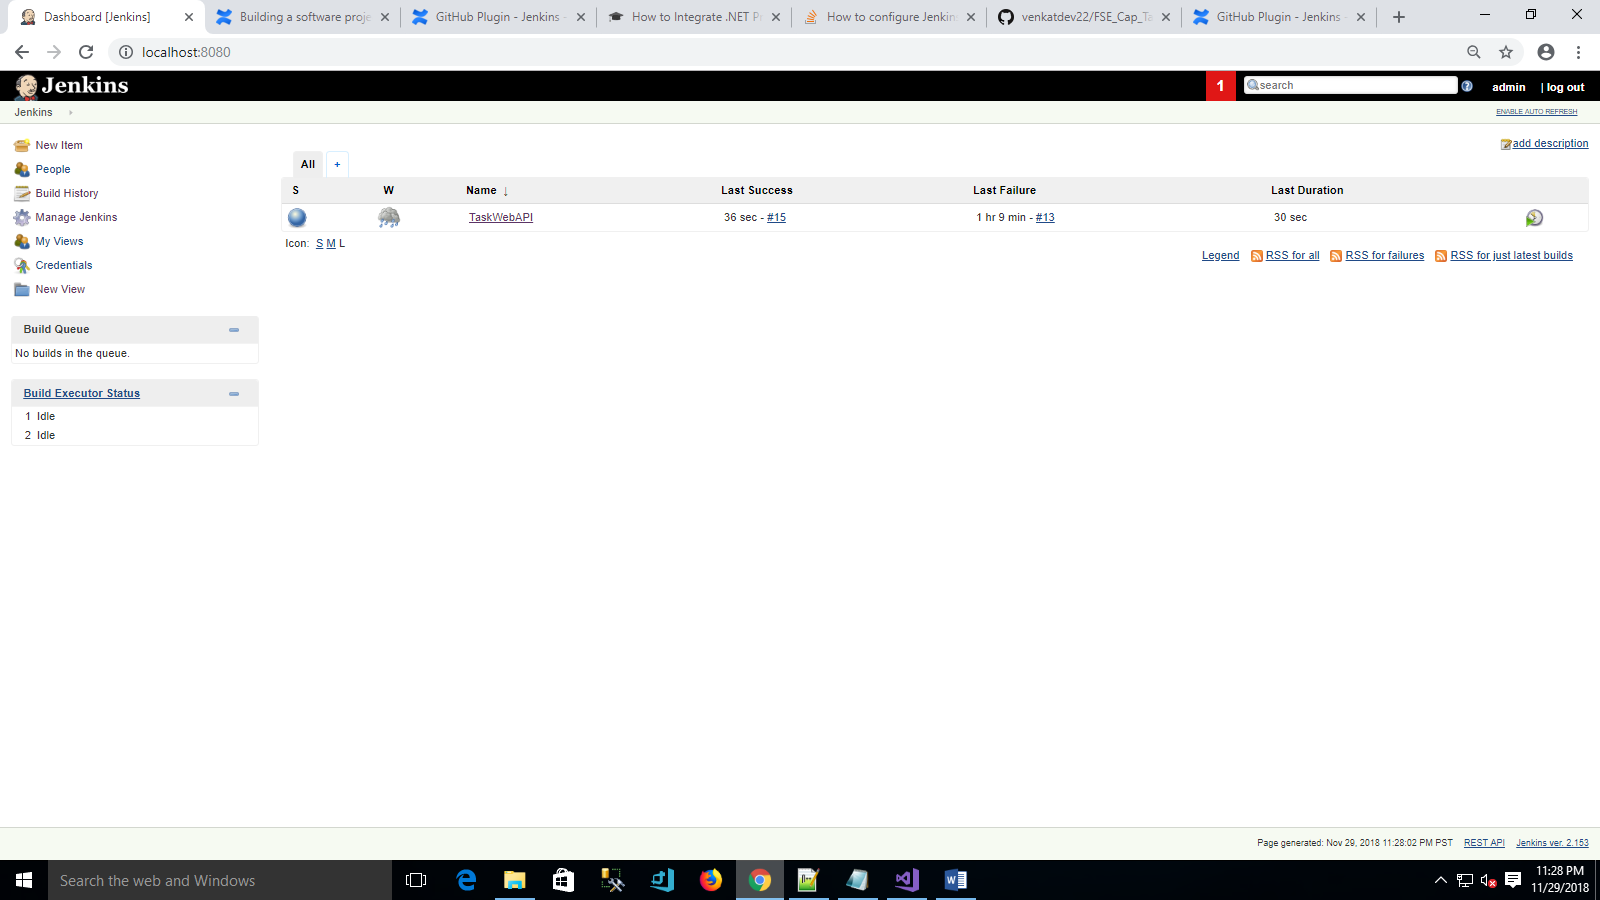 Dashboard [Jenkins]
Building a software proje
GitHub Plugin - Jenkins -
How to Integrate .NET Pr
How to configure Jenkins
venkatdev22/FSE_Cap_Ta
GitHub Plugin - Jenkins -
localhost:8080
Jenkins
1
search
admin
| log out
Jenkins
ENABLE AUTO REFRESH
New Item
People
Build History
Manage Jenkins
My Views
Credentials
New View
add description
All
+
S W Name ↓ Last Success Last Failure Last Duration
TaskWebAPI 36 sec - #15 1 hr 9 min - #13 30 sec
Icon: S M L
Legend RSS for all RSS for failures RSS for just latest builds
Build Queue
No builds in the queue.
Build Executor Status
1 Idle
2 Idle
Page generated: Nov 29, 2018 11:28:02 PM PST REST API Jenkins ver. 2.153
Search the web and Windows
11:28 PM
11/29/2018